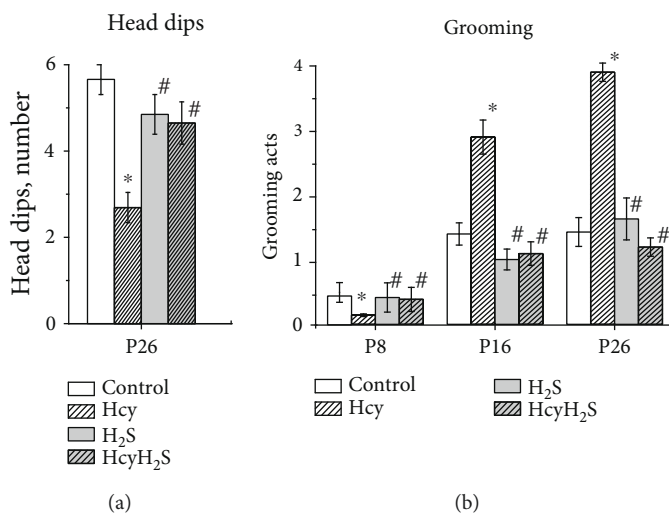 Head dips
Head dips, number
6
4
2
0
*
#
#
P26
Control
Hcy
H₂S
HcyH₂S
(a)
Grooming
Grooming acts
4
3
2
1
0
*
#
#
*
#
#
*
#
#
P8
P16
P26
Control
Hcy
H₂S
HcyH₂S
(b)